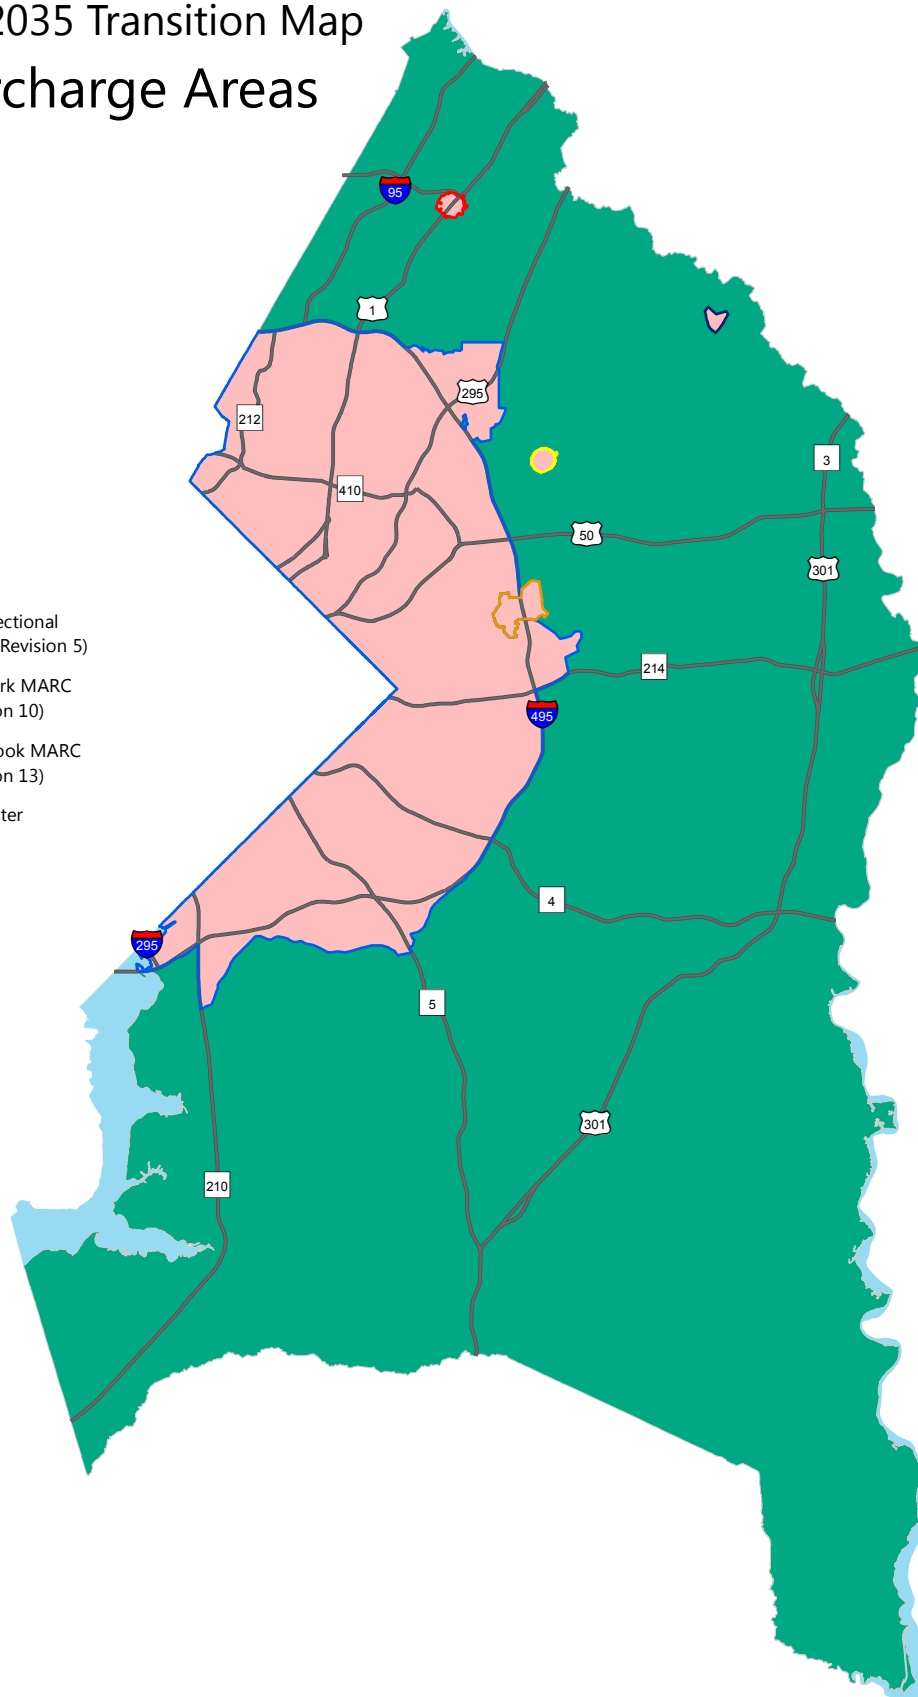 2035 Transition Map
rcharge Areas
95
1
295
212
410
3
50
301
ectional
Revision 5)
214
rk MARC
on 10)
495
ook MARC
on 13)
ter
4
295
5
301
210